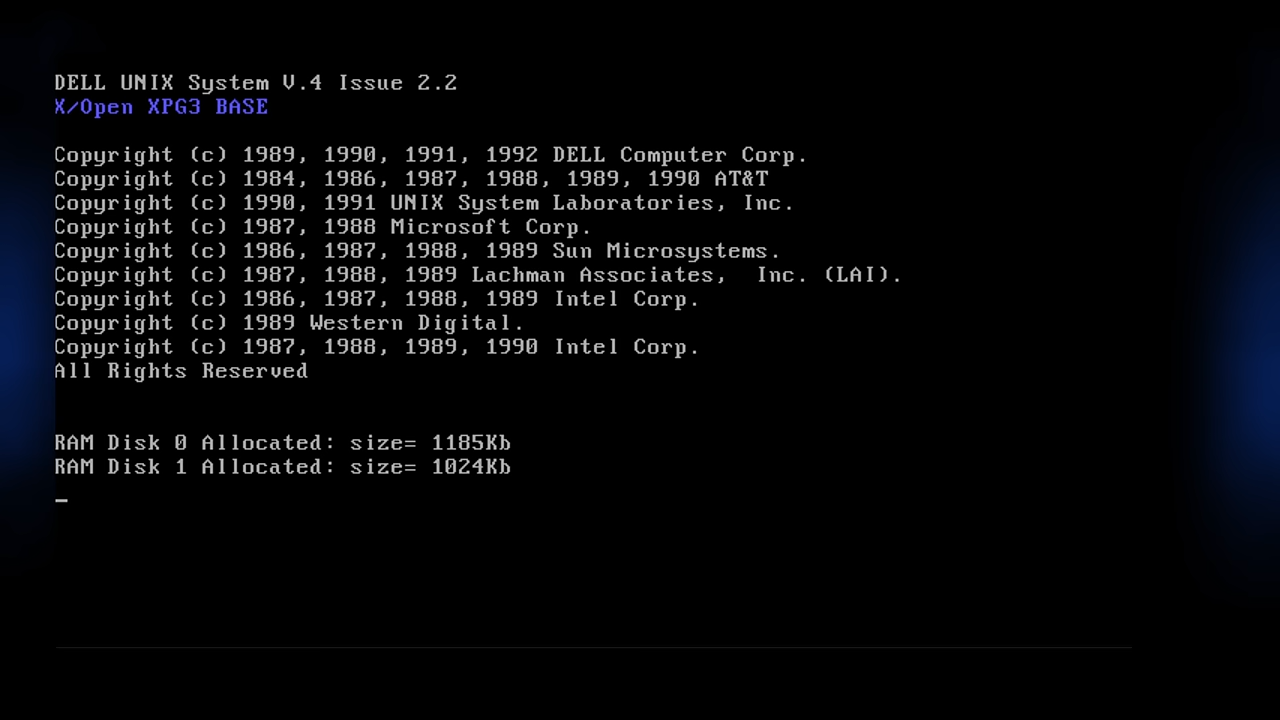 DELL UNIX System V.4 Issue 2.2
X/Open XPG3 BASE
Copyright (c) 1989, 1990, 1991, 1992 DELL Computer Corp.
Copyright (c) 1984, 1986, 1987, 1988, 1989, 1990 AT&T
Copyright (c) 1990, 1991 UNIX System Laboratories, Inc.
Copyright (c) 1987, 1988 Microsoft Corp.
Copyright (c) 1986, 1987, 1988, 1989 Sun Microsystems.
Copyright (c) 1987, 1988, 1989 Lachman Associates,  Inc. (LAI).
Copyright (c) 1986, 1987, 1988, 1989 Intel Corp.
Copyright (c) 1989 Western Digital.
Copyright (c) 1987, 1988, 1989, 1990 Intel Corp.
All Rights Reserved
RAM Disk 0 Allocated: size= 1185Kb
RAM Disk 1 Allocated: size= 1024Kb
_